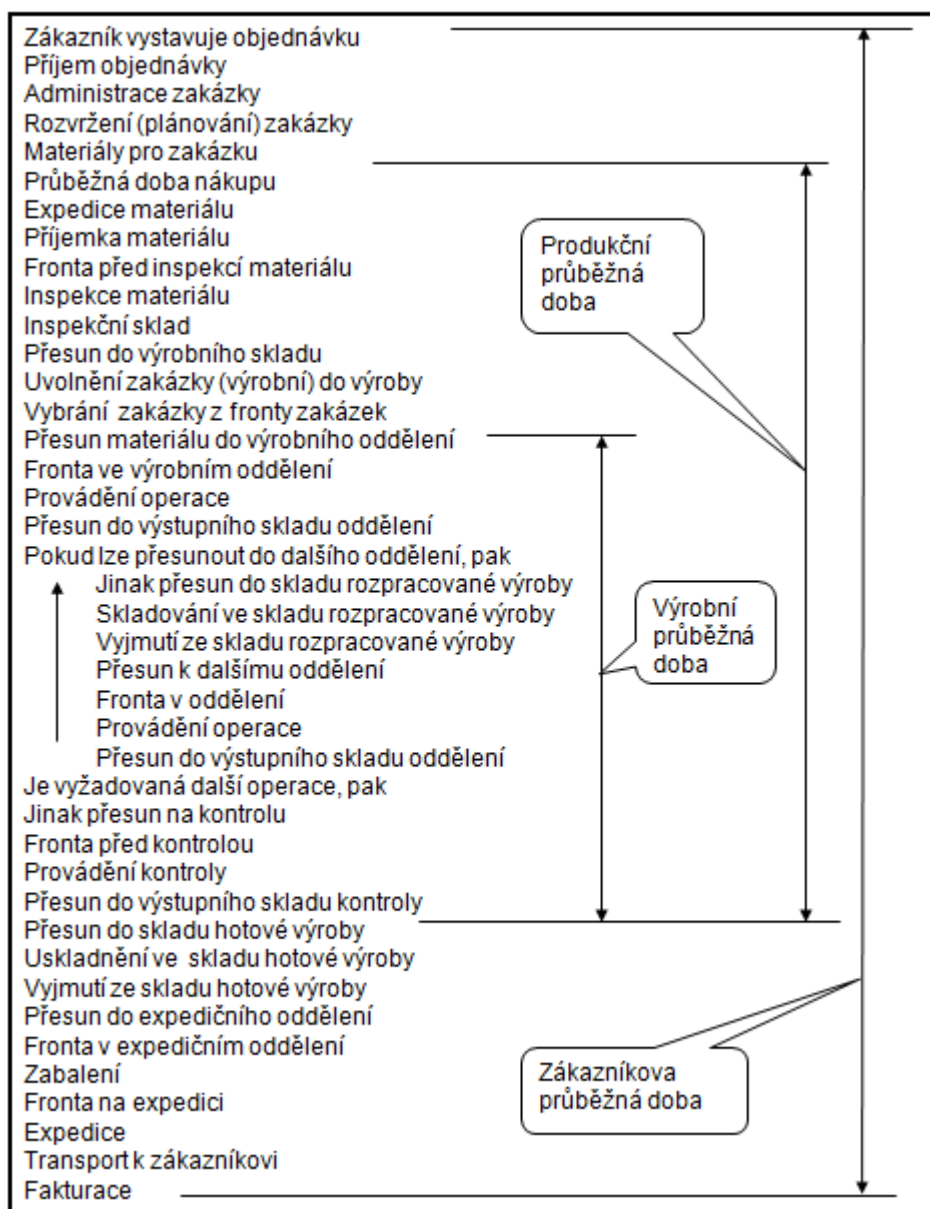 Zákazník vystavuje objednávku
Příjem objednávky
Administrace zakázky
Rozvržení (plánování) zakázky
Materiály pro zakázku
Průběžná doba nákupu
Expedice materiálu
Příjemka materiálu
Fronta před inspekcí materiálu
Inspekce materiálu
Inspekční sklad
Přesun do výrobního skladu
Uvolnění zakázky (výrobní) do výroby
Vybrání zakázky z fronty zakázek
Přesun materiálu do výrobního oddělení
Fronta ve výrobním oddělení
Provádění operace
Přesun do výstupního skladu oddělení
Pokud lze přesunout do dalšího oddělení, pak
Jinak přesun do skladu rozpracované výroby
Skladování ve skladu rozpracované výroby
Vyjmutí ze skladu rozpracované výroby
Přesun k dalšímu oddělení
Fronta v oddělení
Provádění operace
Přesun do výstupního skladu oddělení
Je vyžadovaná další operace, pak
Jinak přesun na kontrolu
Fronta před kontrolou
Provádění kontroly
Přesun do výstupního skladu kontroly
Přesun do skladu hotové výroby
Uskladnění ve skladu hotové výroby
Vyjmutí ze skladu hotové výroby
Přesun do expedičního oddělení
Fronta v expedičním oddělení
Zabalení
Fronta na expedici
Expedice
Transport k zákazníkovi
Fakturace
Produkční
průběžná
doba
Výrobní
průběžná
doba
Zákazníkova
průběžná doba